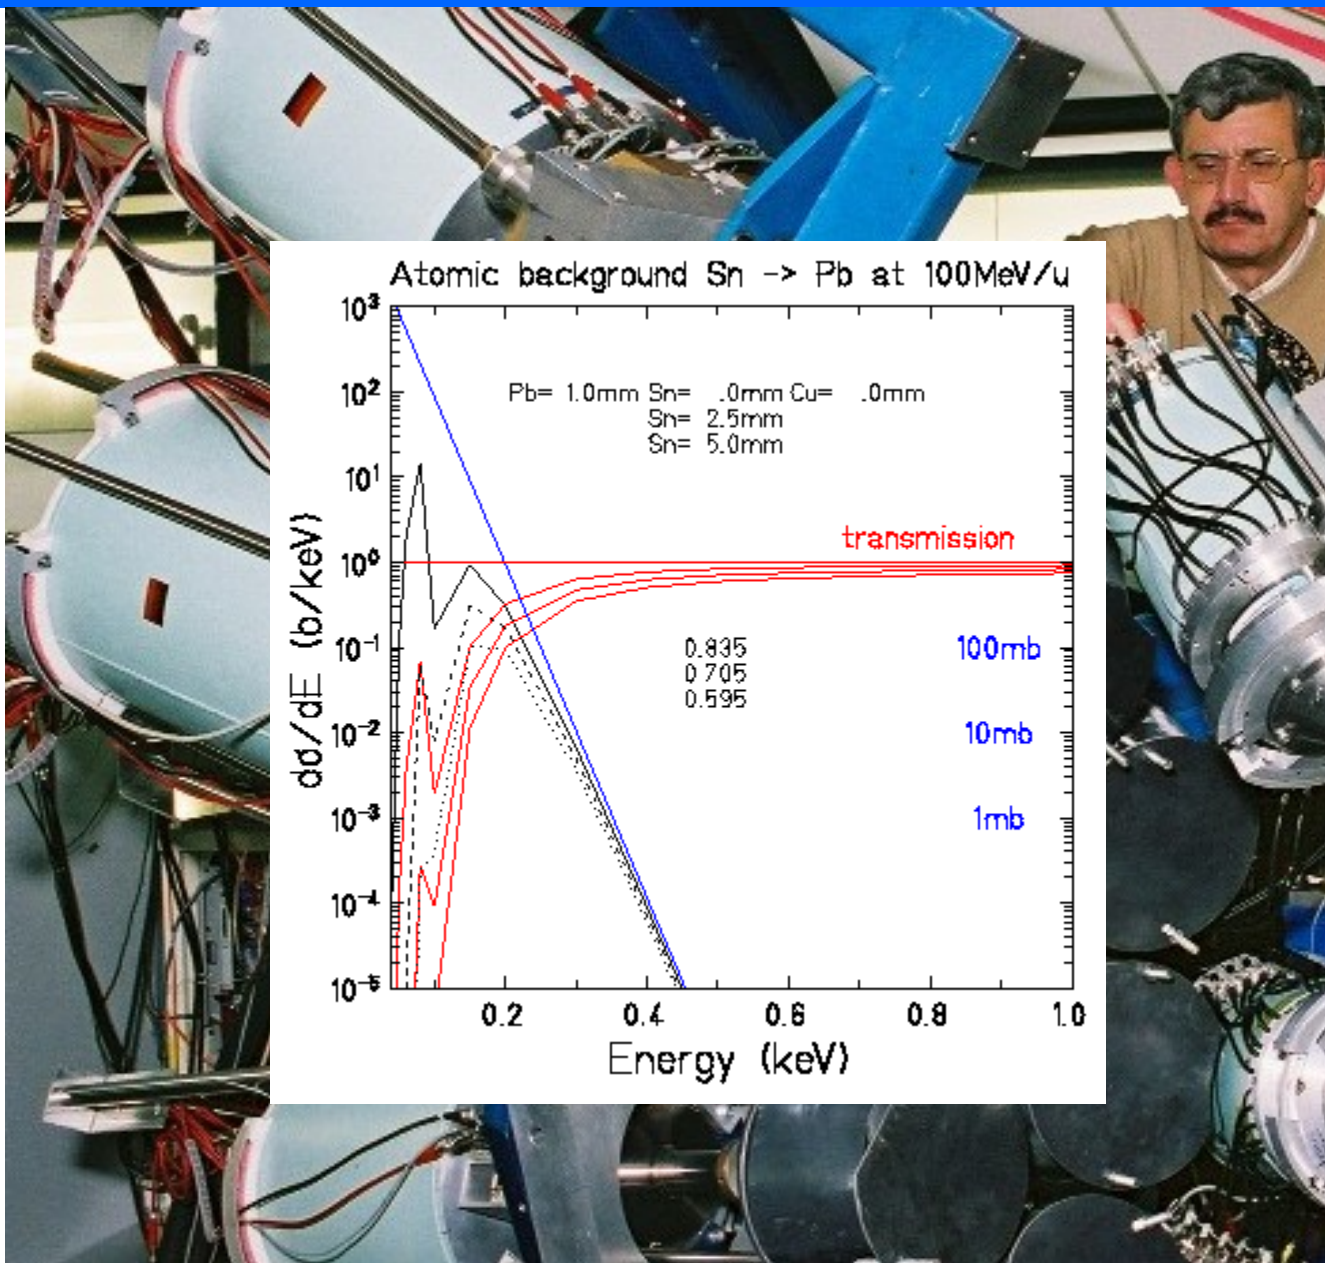 Atomic background Sn -> Pb at 100MeV/u
10³
10²
10¹
10⁰
10⁻¹
10⁻²
10⁻³
10⁻⁴
10⁻⁵
dσ/dE (b/keV)
Pb= 1.0mm Sn= .0mm Cu= .0mm
Sn= 2.5mm
Sn= 5.0mm
transmission
0.835
0.705
0.595
100mb
10mb
1mb
0.2 0.4 0.6 0.8 1.0
Energy (keV)